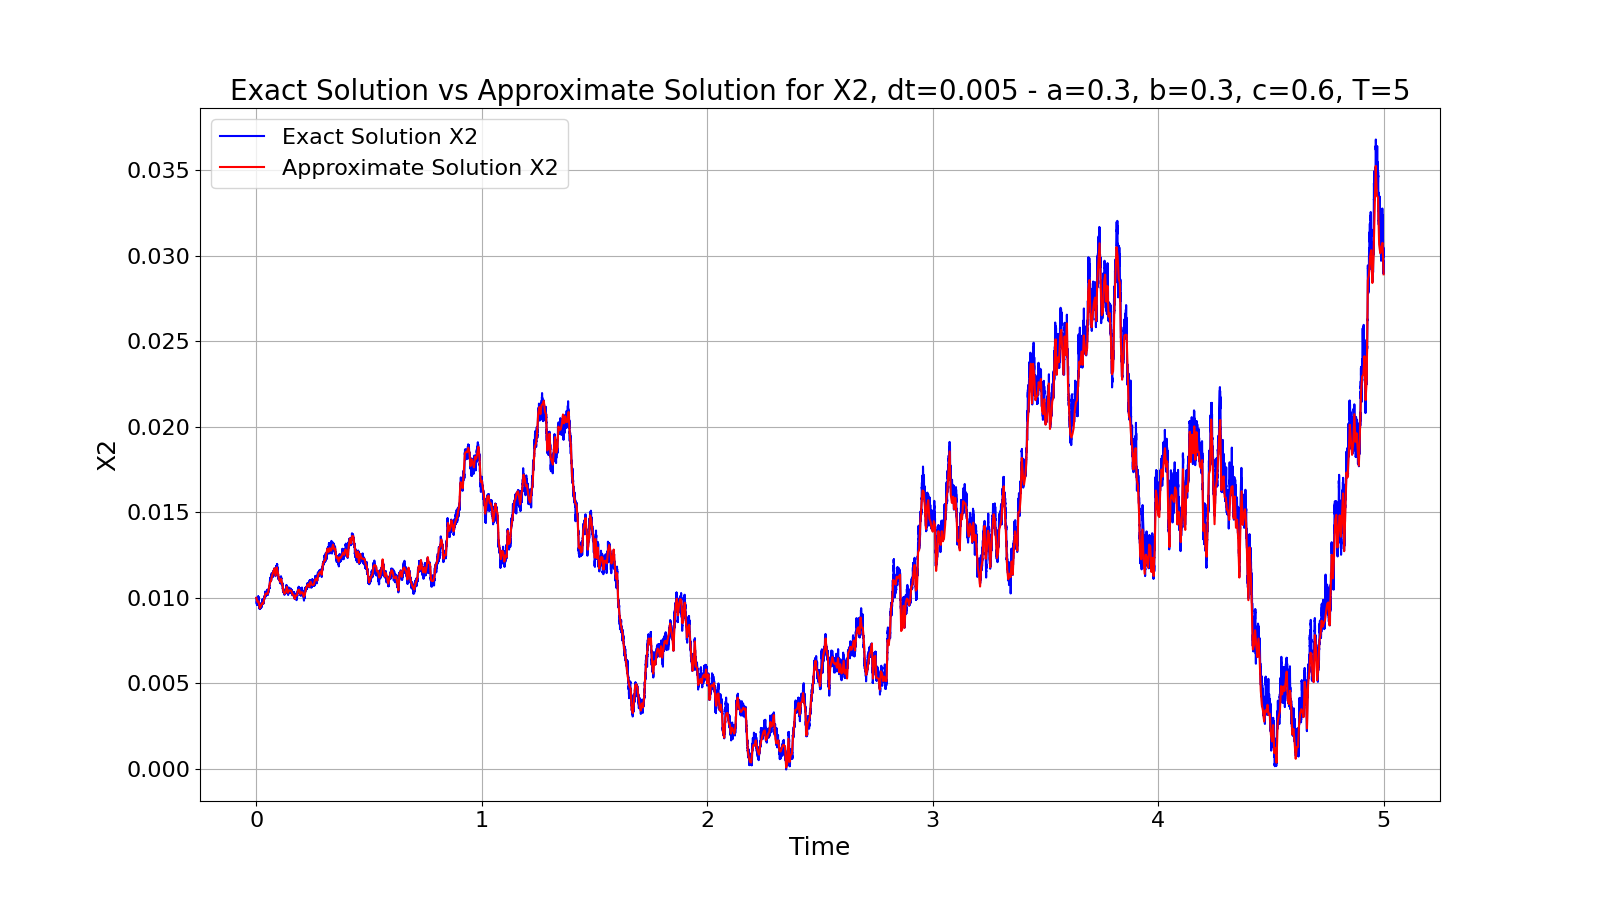 Exact Solution vs Approximate Solution for X2, dt=0.005 - a=0.3, b=0.3, c=0.6, T=5
Exact Solution X2
Approximate Solution X2
0.035
0.030
0.025
0.020
0.015
0.010
0.005
0.000
X2
0 1 2 3 4 5
Time